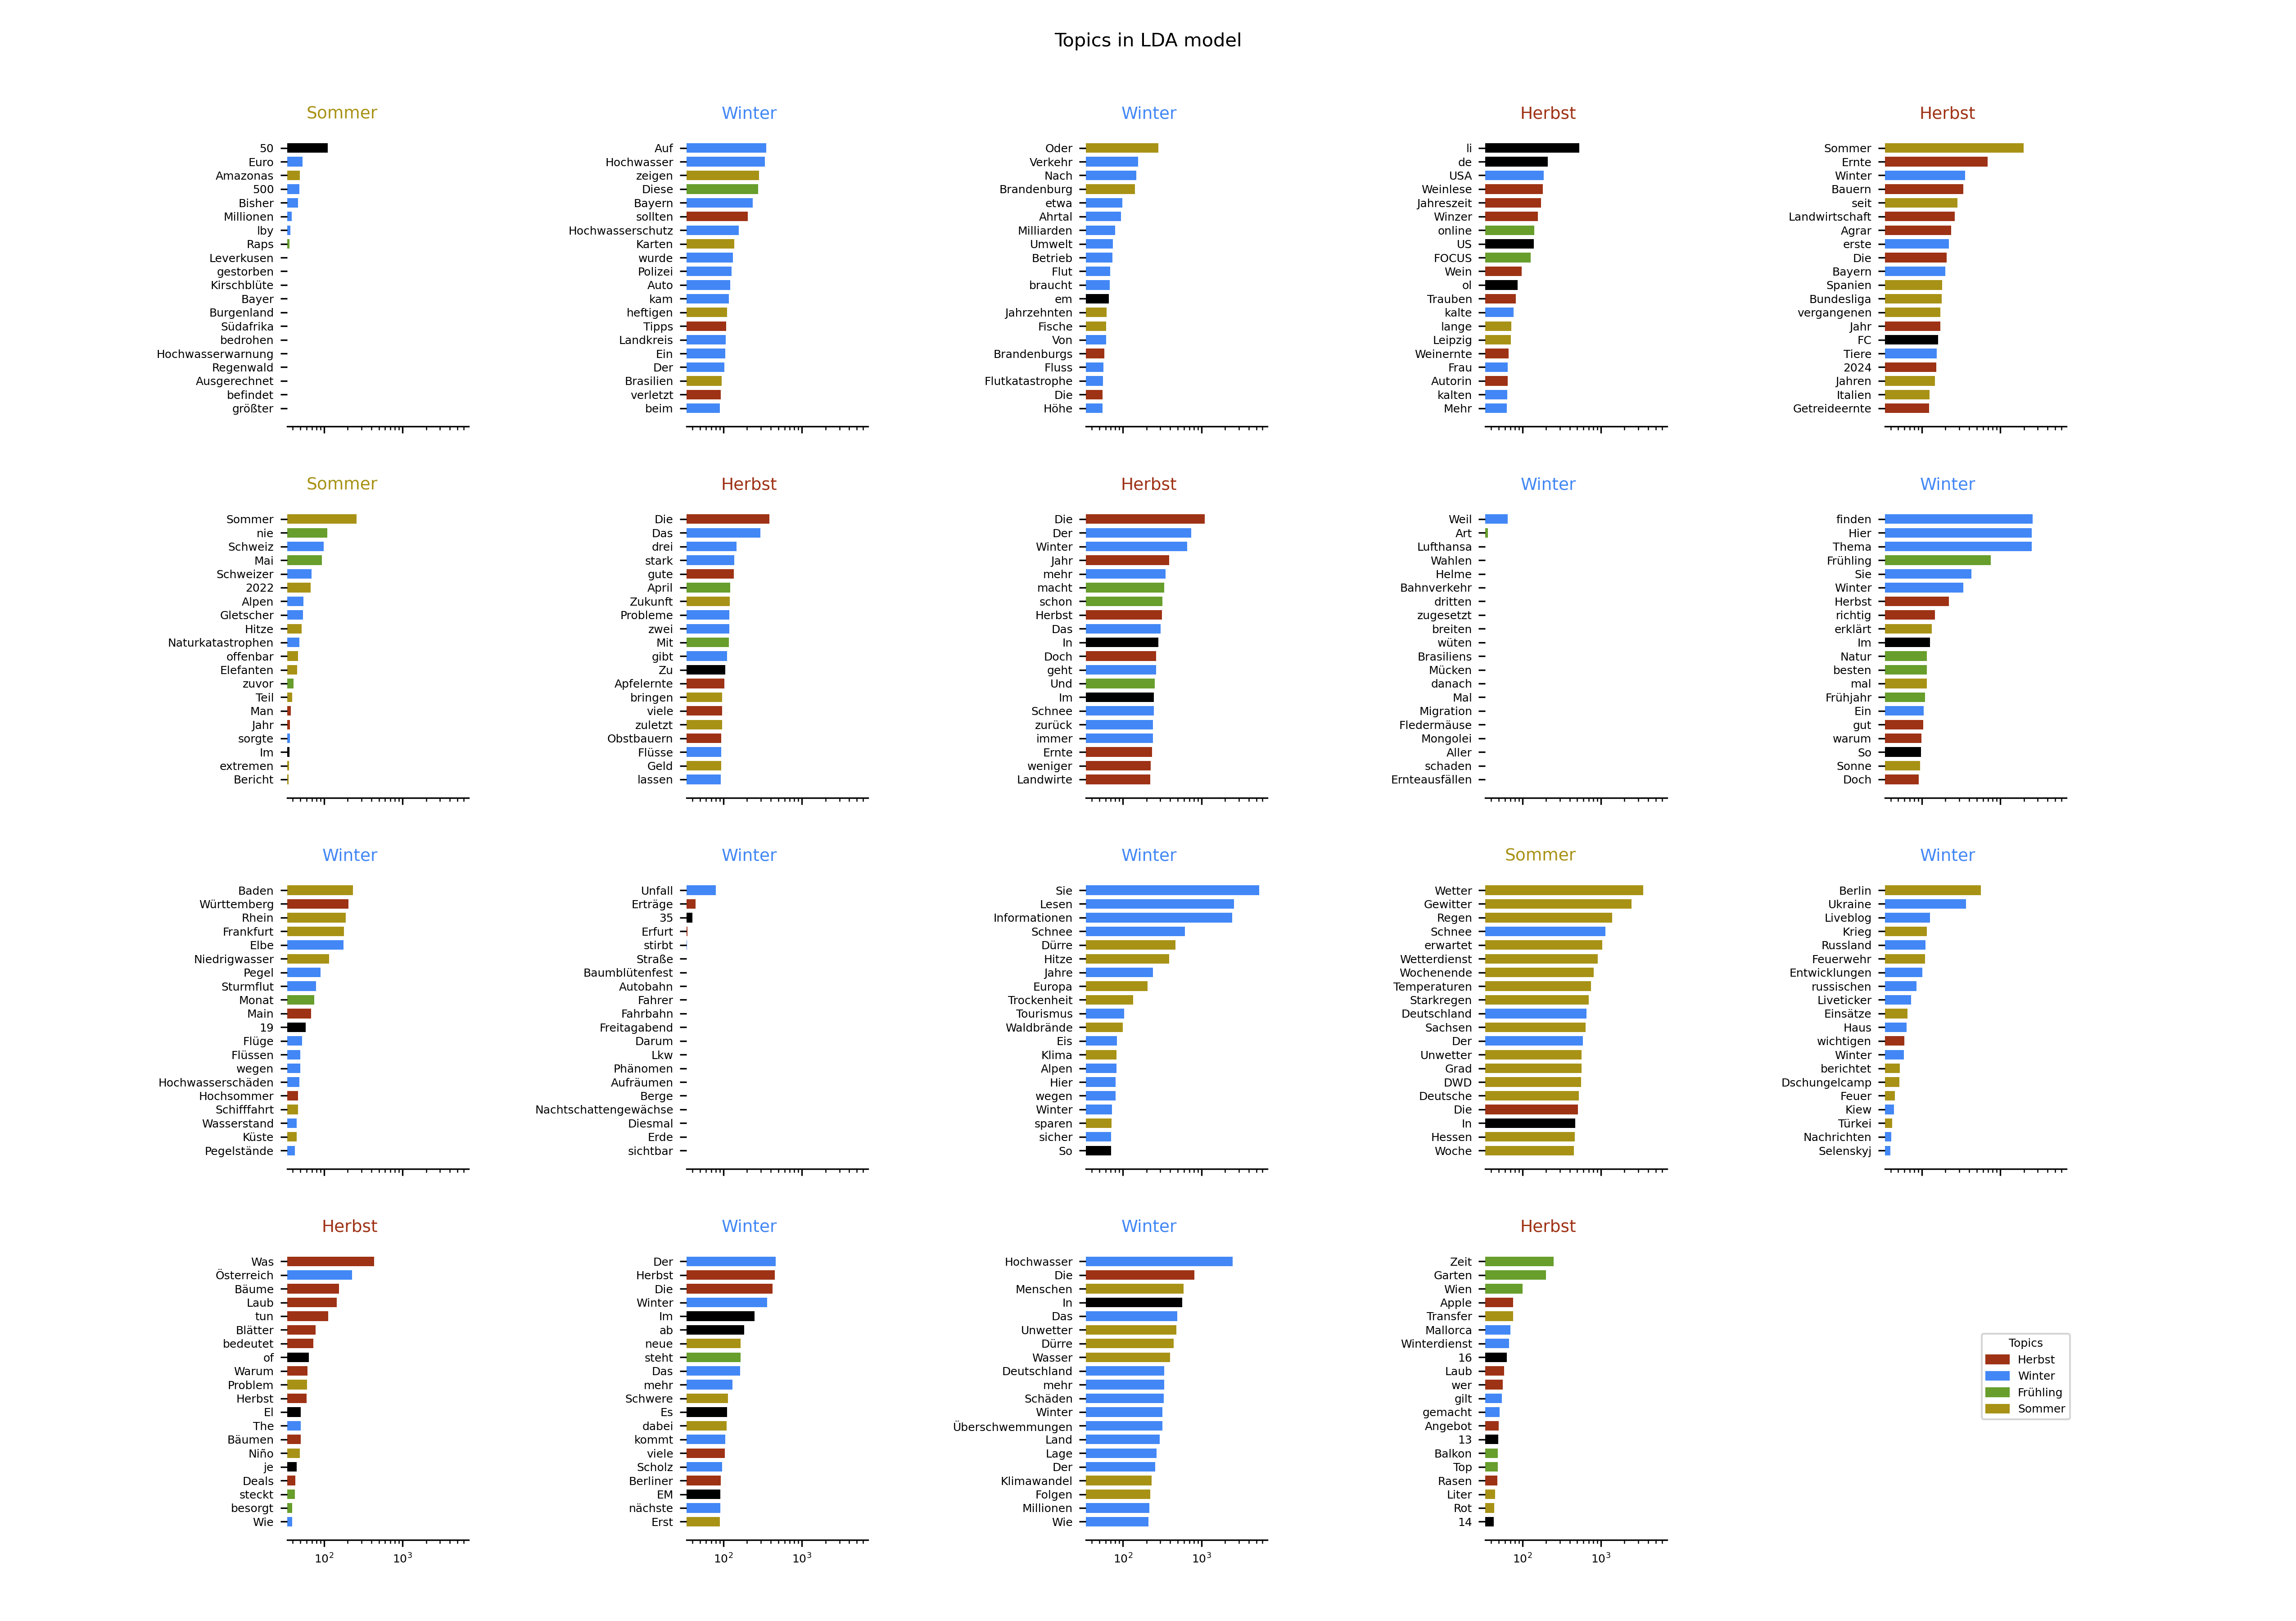 Topics in LDA model
Sommer
50
Euro
Amazonas
500
Bisher
Millionen
lby
Raps
Leverkusen
gestorben
Kirschblüte
Bayer
Burgenland
Südafrika
bedrohen
Hochwasserwarnung
Regenwald
Ausgerechnet
befindet
größter
Winter
Auf
Hochwasser
zeigen
Diese
Bayern
sollten
Hochwasserschutz
Karten
wurde
Polizei
Auto
kam
heftigen
Tipps
Landkreis
Ein
Der
Brasilien
verletzt
beim
Winter
Oder
Verkehr
Nach
Brandenburg
etwa
Ahrtal
Milliarden
Umwelt
Betrieb
Flut
braucht
em
Jahrzehnten
Fische
Von
Brandenburgs
Fluss
Flutkatastrophe
Die
Höhe
Herbst
li
de
USA
Weinlese
Jahreszeit
Winzer
online
US
FOCUS
Wein
ol
Trauben
kalte
lange
Leipzig
Weinernte
Frau
Autorin
kalten
Mehr
Herbst
Sommer
Ernte
Winter
Bauern
seit
Landwirtschaft
Agrar
erste
Die
Bayern
Spanien
Bundesliga
vergangenen
Jahr
FC
Tiere
2024
Jahren
Italien
Getreideernte
Sommer
Sommer
nie
Schweiz
Mai
Schweizer
2022
Alpen
Gletscher
Hitze
Naturkatastrophen
offenbar
Elefanten
zuvor
Teil
Man
Jahr
sorgte
Im
extremen
Bericht
Herbst
Die
Das
drei
stark
gute
April
Zukunft
Probleme
zwei
Mit
gibt
Zu
Apfelernte
bringen
viele
zuletzt
Obstbauern
Flüsse
Geld
lassen
Herbst
Die
Der
Winter
Jahr
mehr
macht
schon
Herbst
Das
In
Doch
geht
Und
Im
Schnee
zurück
immer
Ernte
weniger
Landwirte
Winter
Weil
Art
Lufthansa
Wahlen
Helme
Bahnverkehr
dritten
zugesetzt
breiten
wüten
Brasiliens
Mücken
danach
Mal
Migration
Fledermäuse
Mongolei
Aller
schaden
Ernteausfällen
Winter
finden
Hier
Thema
Frühling
Sie
Winter
Herbst
richtig
erklärt
Im
Natur
besten
mal
Frühjahr
Ein
gut
warum
So
Sonne
Doch
Winter
Baden
Württemberg
Rhein
Frankfurt
Elbe
Niedrigwasser
Pegel
Sturmflut
Monat
Main
19
Flüge
Flüssen
wegen
Hochwasserschäden
Hochsommer
Schifffahrt
Wasserstand
Küste
Pegelstände
Winter
Unfall
Erträge
35
Erfurt
stirbt
Straße
Baumblütenfest
Autobahn
Fahrer
Fahrbahn
Freitagabend
Darum
Lkw
Phänomen
Aufräumen
Berge
Nachtschattengewächse
Diesmal
Erde
sichtbar
Winter
Sie
Lesen
Informationen
Schnee
Dürre
Hitze
Jahre
Europa
Trockenheit
Tourismus
Waldbrände
Eis
Klima
Alpen
Hier
wegen
Winter
sparen
sicher
So
Sommer
Wetter
Gewitter
Regen
Schnee
erwartet
Wetterdienst
Wochenende
Temperaturen
Starkregen
Deutschland
Sachsen
Der
Unwetter
Grad
DWD
Deutsche
Die
In
Hessen
Woche
Winter
Berlin
Ukraine
Liveblog
Krieg
Russland
Feuerwehr
Entwicklungen
russischen
Liveticker
Einsätze
Haus
wichtigen
Winter
berichtet
Dschungelcamp
Feuer
Kiew
Türkei
Nachrichten
Selenskyj
Herbst
Was
Österreich
Bäume
Laub
tun
Blätter
bedeutet
of
Warum
Problem
Herbst
El
The
Bäumen
Niño
je
Deals
steckt
besorgt
Wie
10² 10³
Winter
Der
Herbst
Die
Winter
Im
ab
neue
steht
Das
mehr
Schwere
Es
dabei
kommt
viele
Scholz
Berliner
EM
nächste
Erst
10² 10³
Winter
Hochwasser
Die
Menschen
In
Das
Unwetter
Dürre
Wasser
Deutschland
mehr
Schäden
Winter
Überschwemmungen
Land
Lage
Der
Klimawandel
Folgen
Millionen
Wie
10² 10³
Herbst
Zeit
Garten
Wien
Apple
Transfer
Mallorca
Winterdienst
16
Laub
wer
gilt
gemacht
Angebot
13
Balkon
Top
Rasen
Liter
Rot
14
10² 10³
Topics
Herbst
Winter
Frühling
Sommer